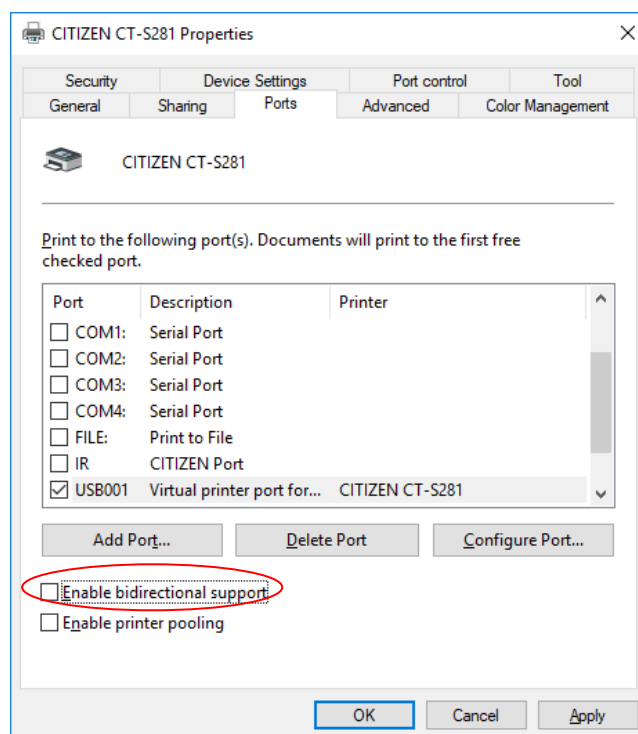 CITIZEN CT-S281 Properties
Security Device Settings Port control Tool
General Sharing Ports Advanced Color Management
CITIZEN CT-S281
Print to the following port(s). Documents will print to the first free
checked port.
Port Description Printer
COM1: Serial Port
COM2: Serial Port
COM3: Serial Port
COM4: Serial Port
FILE: Print to File
IR CITIZEN Port
USB001 Virtual printer port for... CITIZEN CT-S281
Add Port... Delete Port Configure Port...
Enable bidirectional support
Enable printer pooling
OK Cancel Apply